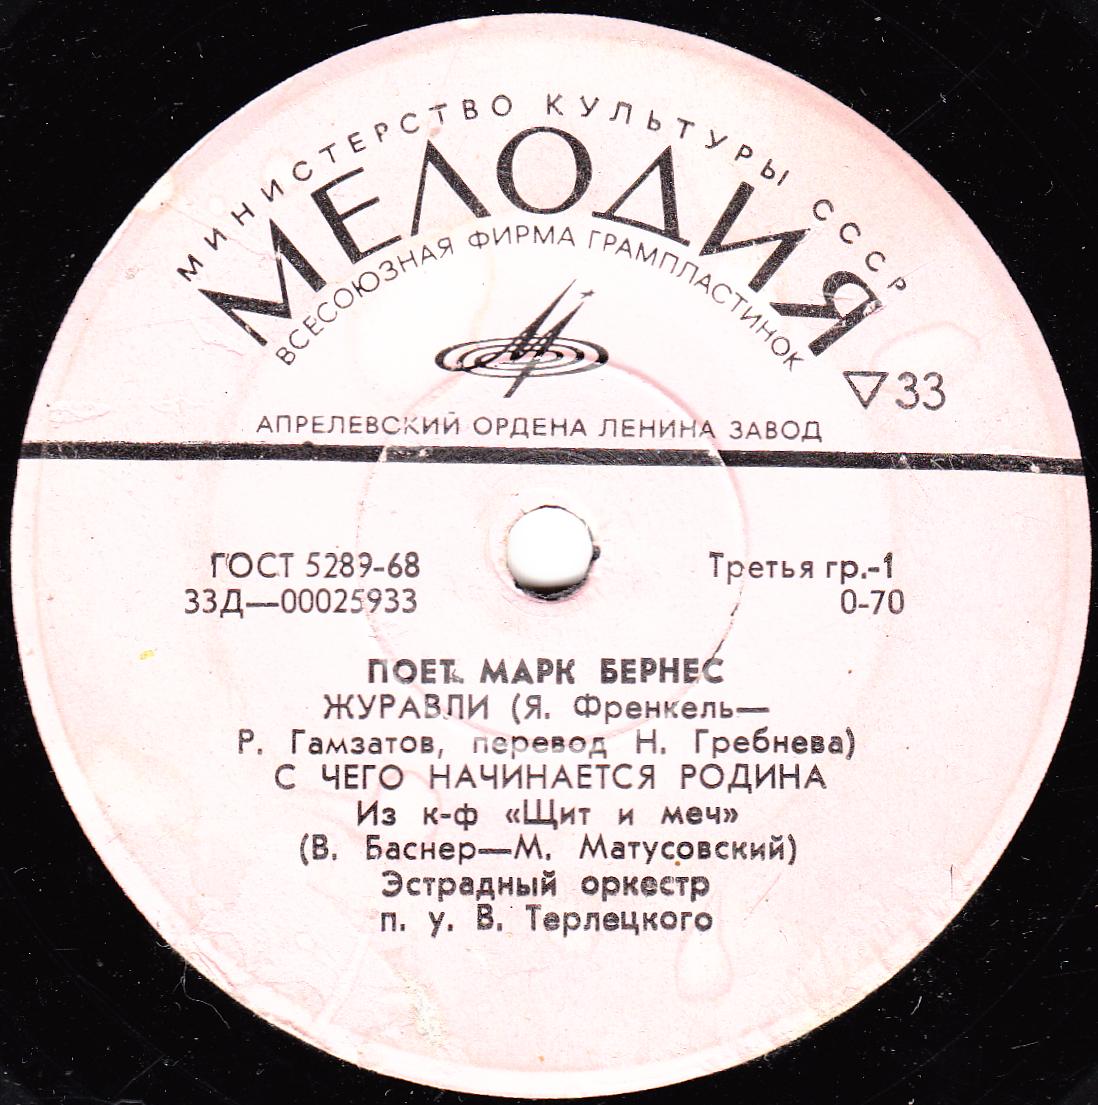 МИНИСТЕРСТВО КУЛЬТУРЫ СССР
МЕЛОДИЯ
ВСЕСОЮЗНАЯ ФИРМА ГРАМПЛАСТИНОК
33
АПРЕЛЕВСКИЙ ОРДЕНА ЛЕНИНА ЗАВОД
ГОСТ 5289-68
Третья гр.-1
33Д—00025933
0-70
ПОЕТ МАРК БЕРНЕС
ЖУРАВЛИ (Я. Френкель—
Р. Гамзатов, перевод Н. Гребнева)
С ЧЕГО НАЧИНАЕТСЯ РОДИНА
Из к-ф «Щит и меч»
(В. Баснер—М. Матусовский)
Эстрадный оркестр
п. у. В. Терлецкого